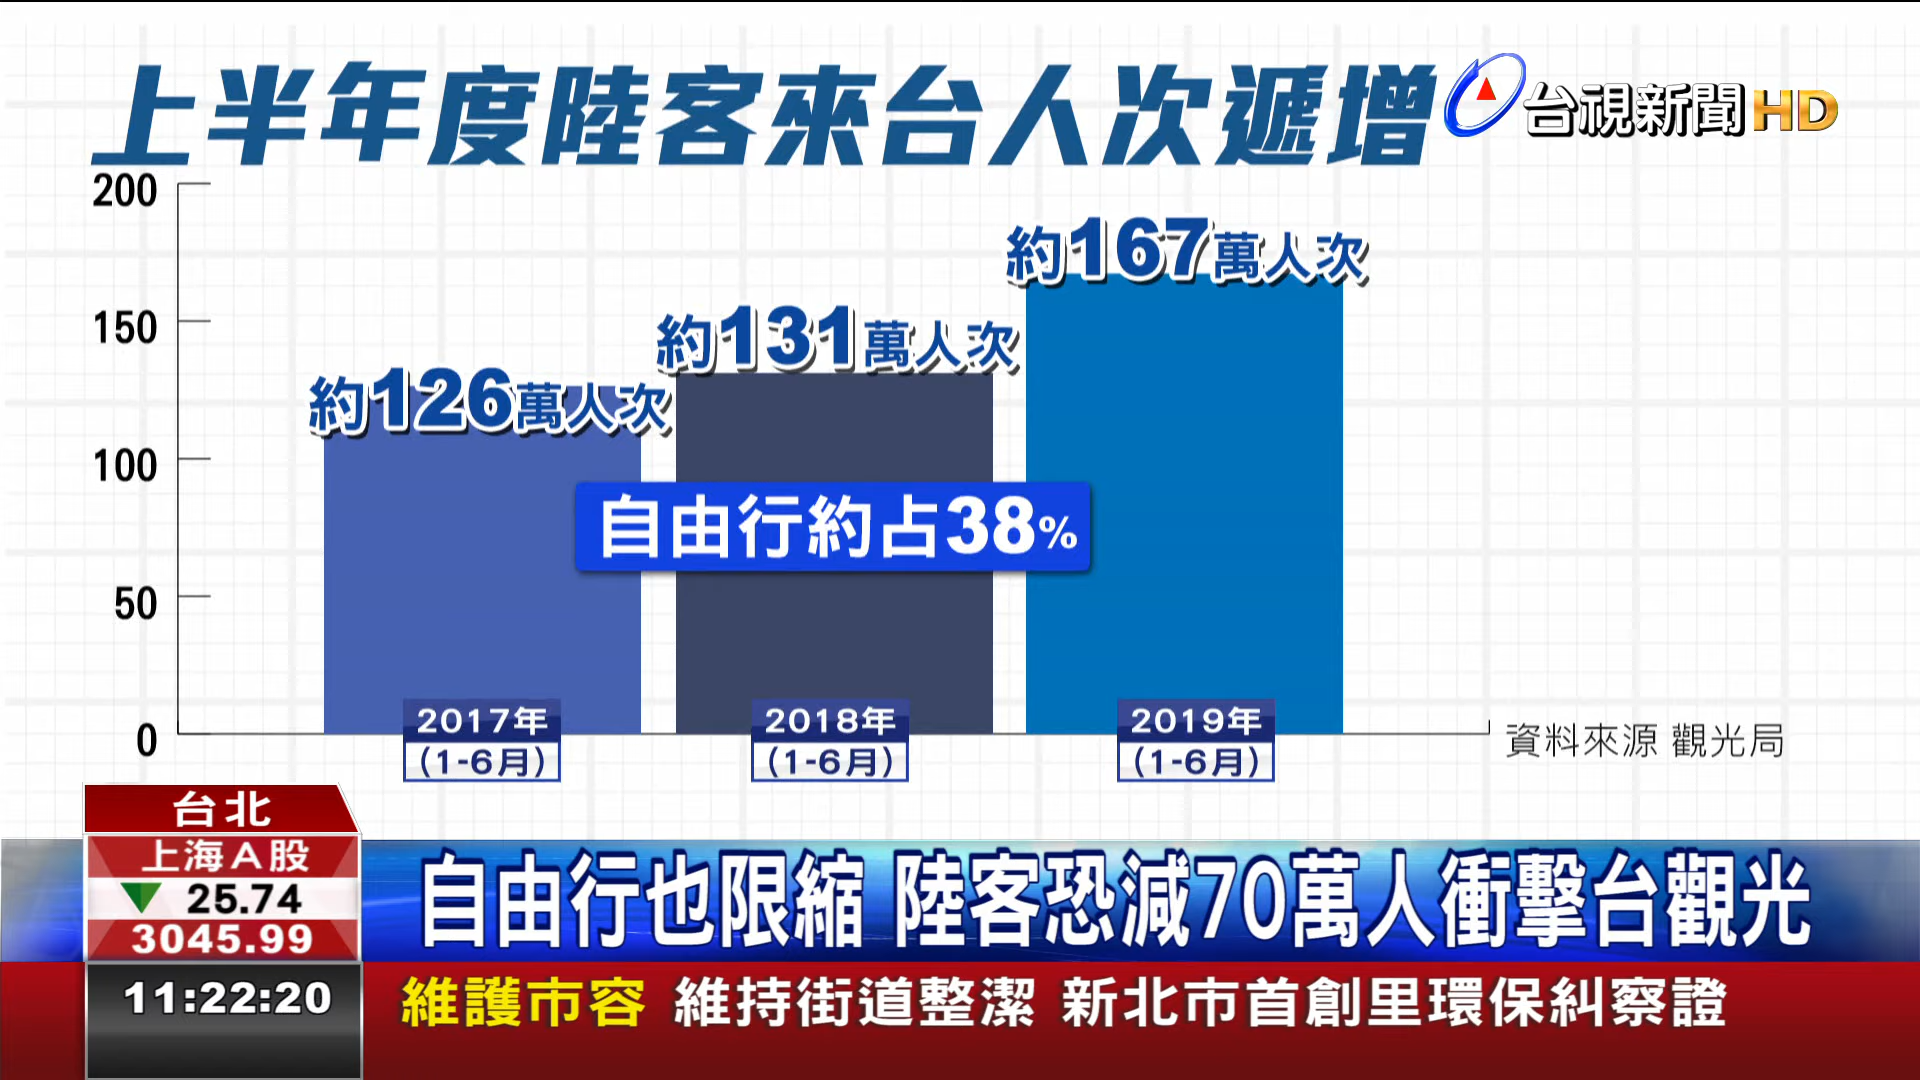 上半年度陸客來台人次遞增
台視新聞HD
200
150
100
50
0
約126萬人次
約131萬人次
約167萬人次
自由行約占38%
2017年
(1-6月)
2018年
(1-6月)
2019年
(1-6月)
資料來源 觀光局
台北
上海A股
▼ 25.74
3045.99
11:22:20
自由行也限縮 陸客恐減70萬人衝擊台觀光
維護市容 維持街道整潔 新北市首創里環保糾察證